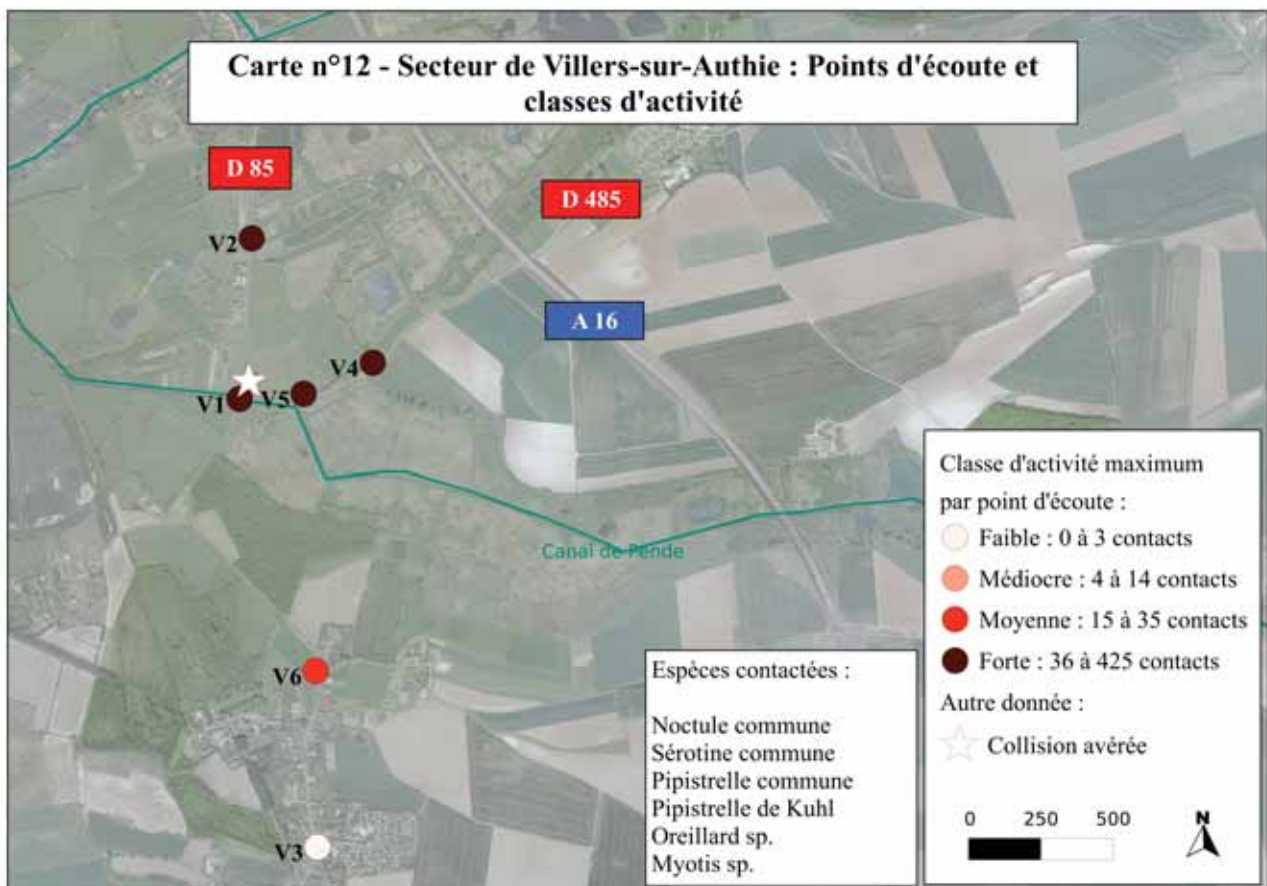 Carte n°12 - Secteur de Villers-sur-Authie : Points d'écoute et
classes d'activité
D 85
D 485
V2
A 16
V4
V1
V5
Canal de Pende
V6
V3
Espèces contactées :
Noctule commune
Sérotine commune
Pipistrelle commune
Pipistrelle de Kuhl
Oreillard sp.
Myotis sp.
Classe d'activité maximum
par point d'écoute :
Faible : 0 à 3 contacts
Médiocre : 4 à 14 contacts
Moyenne : 15 à 35 contacts
Forte : 36 à 425 contacts
Autre donnée :
Collision avérée
0 250 500
N